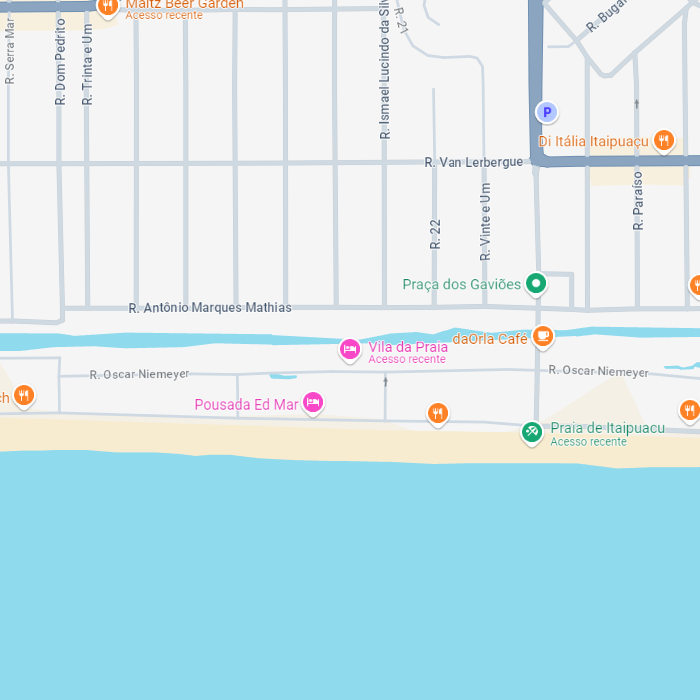 Maltz Beer Garden
Acesso recente
R. Serra Mar
R. Dom Pedrito
R. Trinta e Um
R. Ismael Lucindo da Silv
R. 21
R. Bugar
P
Di Itália Itaipuaçu
R. Van Lerbergue
R. Paraíso
R. 22
R. Vinte e Um
Praça dos Gaviões
R. Antônio Marques Mathias
daOrla Café
Vila da Praia
Acesso recente
R. Oscar Niemeyer
R. Oscar Niemeyer
ch
Pousada Ed Mar
Praia de Itaipuaçu
Acesso recente